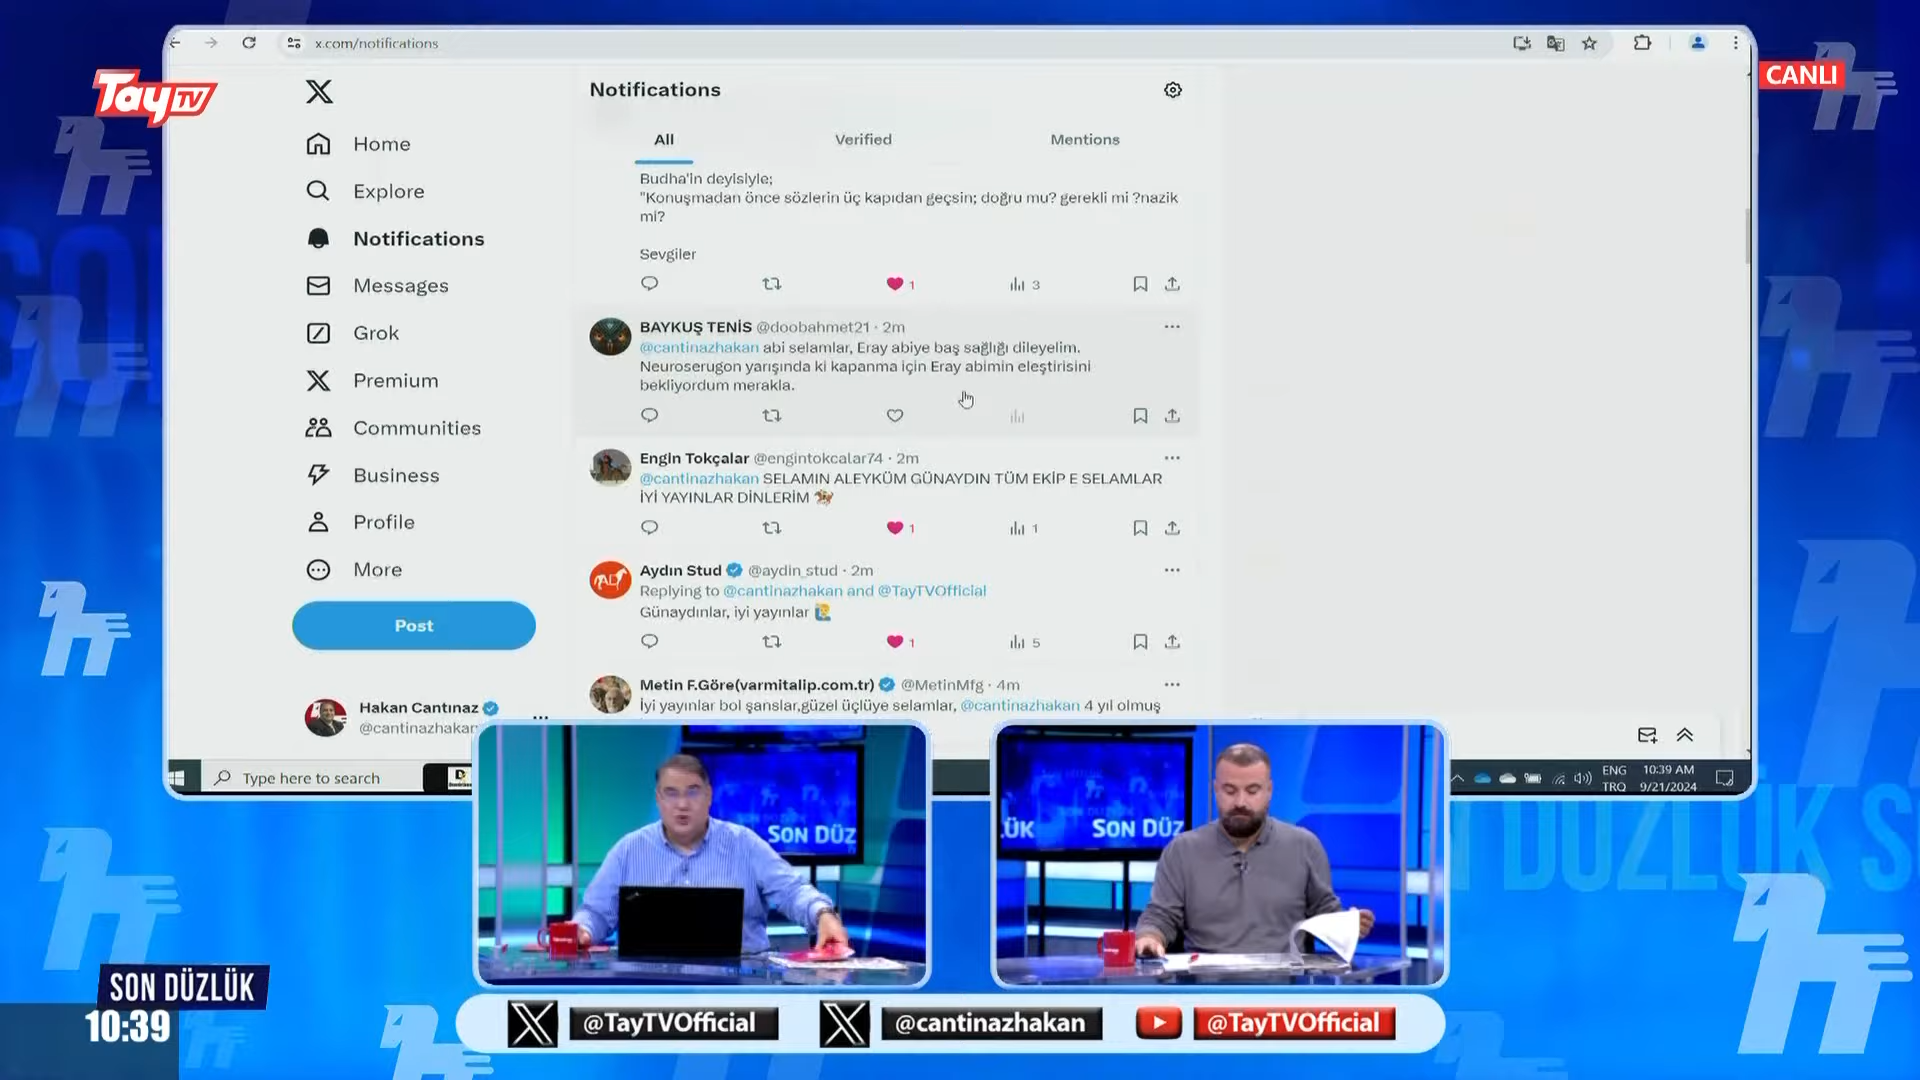 x.com/notifications
Tay TV
CANLI
Notifications
All
Verified
Mentions
Home
Explore
Notifications
Messages
Grok
Premium
Communities
Business
Profile
More
Post
Hakan Cantınaz
@cantinazhakan
Budha'in deyisiyle;
"Konuşmadan önce sözlerin üç kapıdan geçsin; doğru mu? gerekli mi ?nazik
mi?
Sevgiler
1
3
BAYKUŞ TENİS @doobahmet21 · 2m
@cantinazhakan abi selamlar, Eray abiye baş sağlığı dileyelim.
Neuroserugon yarışında ki kapanma için Eray abimin eleştirisini
bekliyordum merakla.
Engin Tokçalar @engintokcalar74 · 2m
@cantinazhakan SELAMIN ALEYKÜM GÜNAYDIN TÜM EKİP E SELAMLAR
İYİ YAYINLAR DİNLERİM
1
1
Aydın Stud @aydin_stud · 2m
Replying to @cantinazhakan and @TayTVOfficial
Günaydınlar, iyi yayınlar
1
5
Metin F.Göre(varmitalip.com.tr) @MetinMfg · 4m
İyi yayınlar bol şanslar,güzel üçlüye selamlar, @cantinazhakan 4 yıl olmuş
Type here to search
ENG
TRQ
10:39 AM
9/21/2024
SON DÜZ
ÜK
SON DÜZ
DÜZLÜK S
SON DÜZLÜK
10:39
@TayTVOfficial
@cantinazhakan
@TayTVOfficial